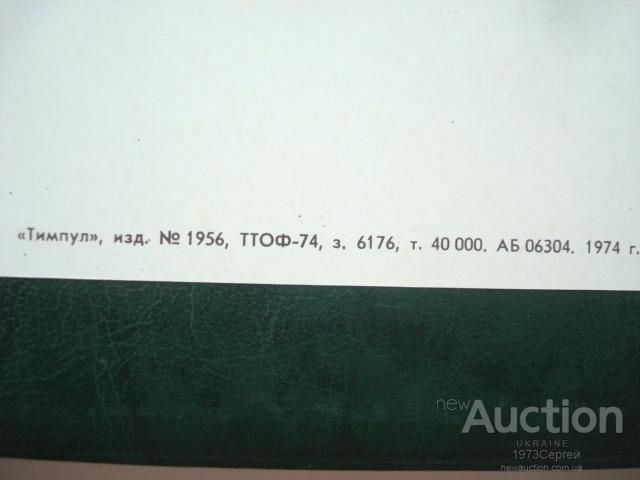 «Тимпул», изд. № 1956, ТТОФ-74, з. 6176, т. 40 000. АБ 06304. 1974 г.
new Auction
UKRAINE
1973Сергей
newauction.com.ua